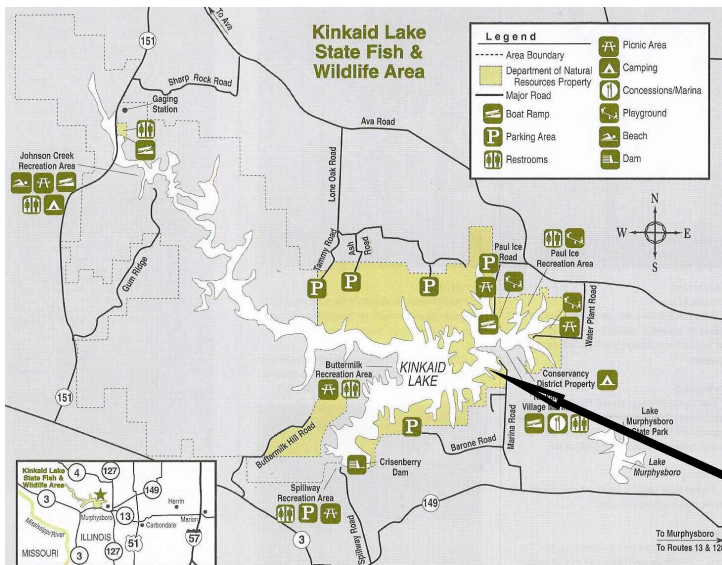 To Ava
Kinkaid Lake
State Fish &
Wildlife Area
Legend
Area Boundary
Department of Natural
Resources Property
Major Road
Boat Ramp
P
Parking Area
Restrooms
Picnic Area
Camping
Concessions/Marina
Playground
Beach
Dam
151
Sharp Rock Road
Gaging
Station
Ava Road
Johnson Creek
Recreation Area
Lone Oak Road
N
W
E
S
Gum Ridge
Tammy Road
Ash
Road
Paul Ice
Road
Paul Ice
Recreation Area
P
P
P
P
Water Plant Road
Buttermilk
Recreation Area
KINKAID
LAKE
Conservancy
District Property
151
Village
Marina Road
Lake
Murphysboro
State Park
Lake
Murphysboro
Buttermilk Hill Road
P
Barone Road
Crisenberry
Dam
Spillway
Recreation Area
P
Spillway Road
149
3
To Murphysboro
To Routes 13 & 12
Kinkaid Lake
State Fish &
Wildlife Area
4
127
3
149
Herrin
Murphysboro
13
Marion
Carbondale
Mississippi River
ILLINOIS
51
57
MISSOURI
3
127